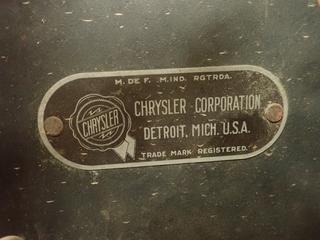 M. DE F. M. IND. RGTRDA.
CHRYSLER
CHRYSLER CORPORATION
DETROIT, MICH. U.S.A.
TRADE MARK REGISTERED.